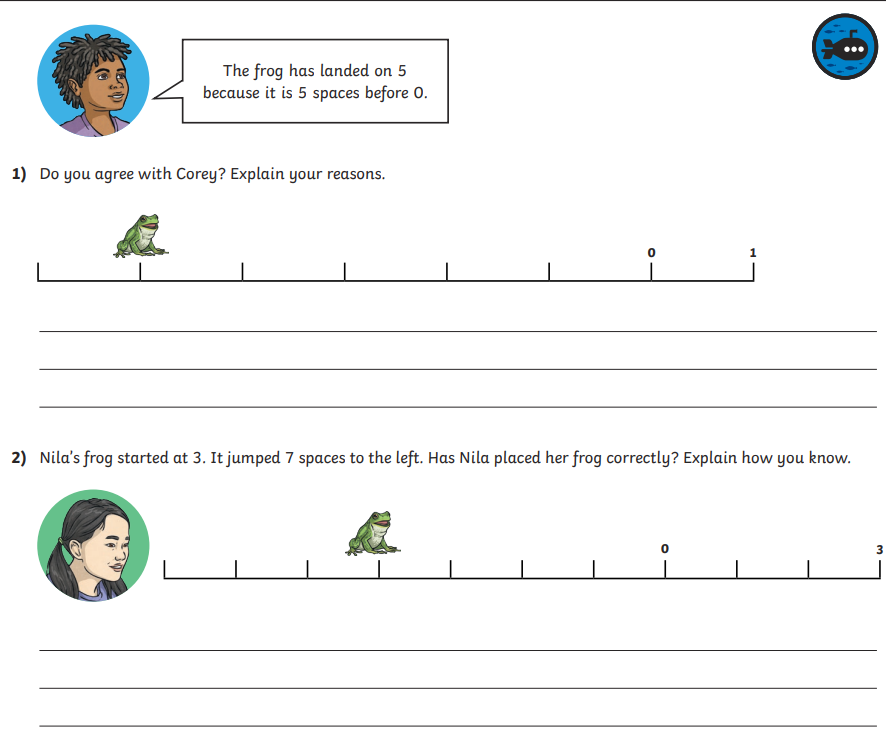 The frog has landed on 5
because it is 5 spaces before 0.
1) Do you agree with Corey? Explain your reasons.
0 1
2) Nila's frog started at 3. It jumped 7 spaces to the left. Has Nila placed her frog correctly? Explain how you know.
0 3